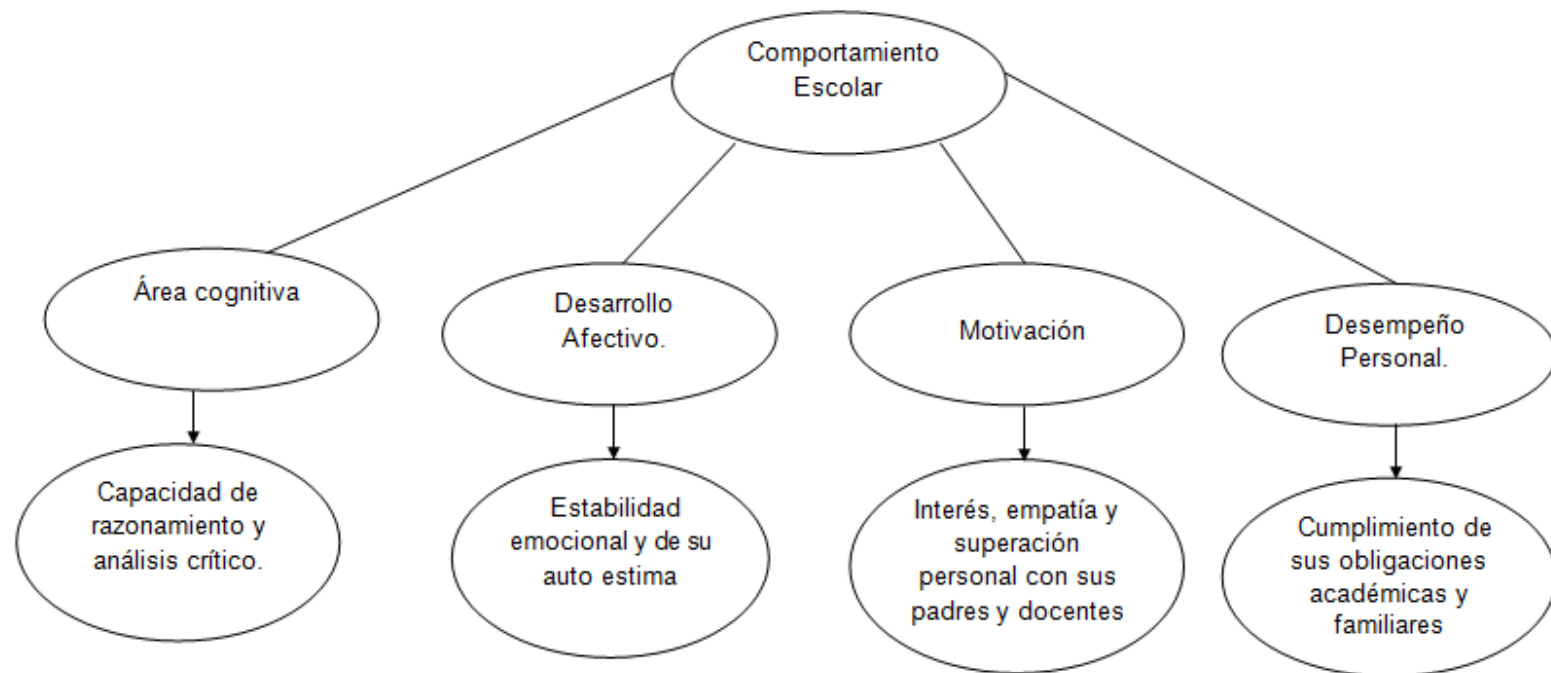 Comportamiento
Escolar
Área cognitiva
Desarrollo
Afectivo.
Motivación
Desempeño
Personal.
Capacidad de
razonamiento y
análisis crítico.
Estabilidad
emocional y de su
auto estima
Interés, empatía y
superación
personal con sus
padres y docentes
Cumplimiento de
sus obligaciones
académicas y
familiares